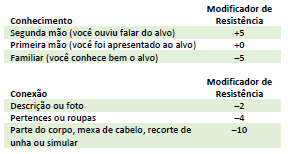 Modificador de
Conhecimento Resistência
Segunda mão (você ouviu falar do alvo) +5
Primeira mão (você foi apresentado ao alvo) +0
Familiar (você conhece bem o alvo) –5
Modificador de
Conexão Resistência
Descrição ou foto –2
Pertences ou roupas –4
Parte do corpo, mexa de cabelo, recorte de –10
unha ou simular